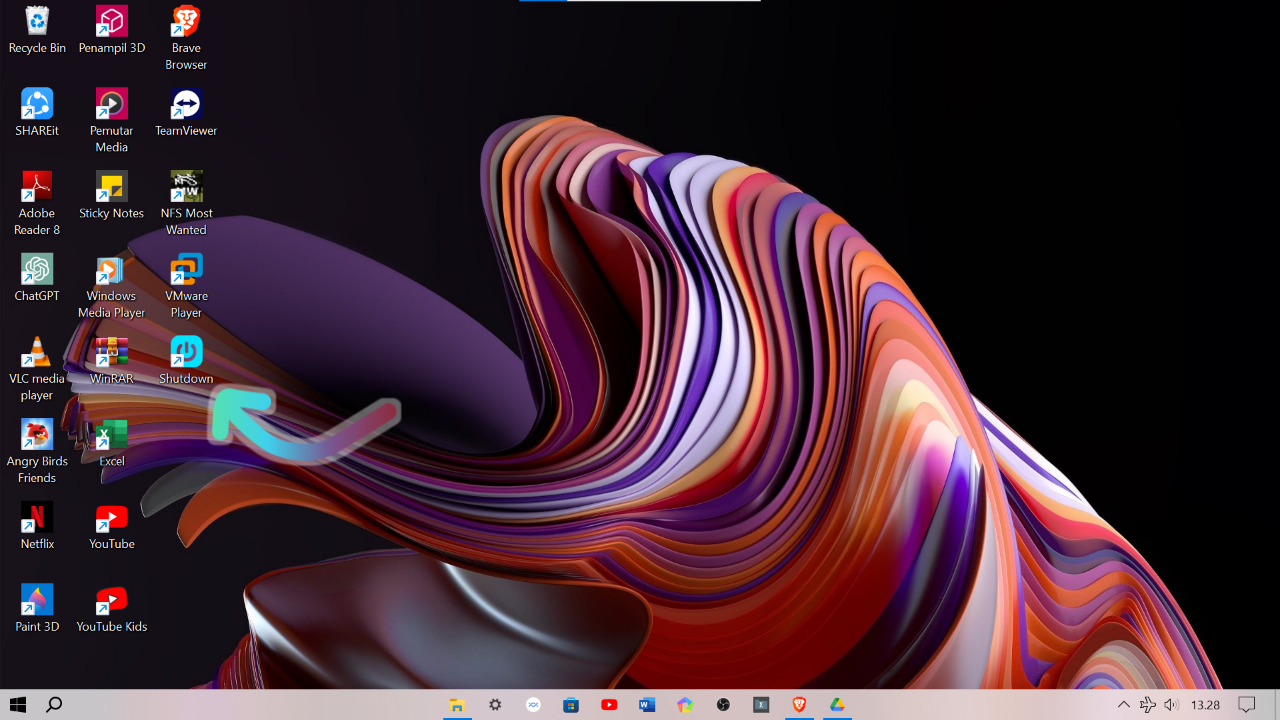 Recycle Bin
Penampil 3D
Brave
Browser
SHAREit
Pemutar
Media
TeamViewer
Adobe
Reader 8
Sticky Notes
NFS Most
Wanted
ChatGPT
Windows
Media Player
VMware
Player
VLC media
player
WinRAR
Shutdown
Angry Birds
Friends
Excel
Netflix
YouTube
Paint 3D
YouTube Kids
13.28